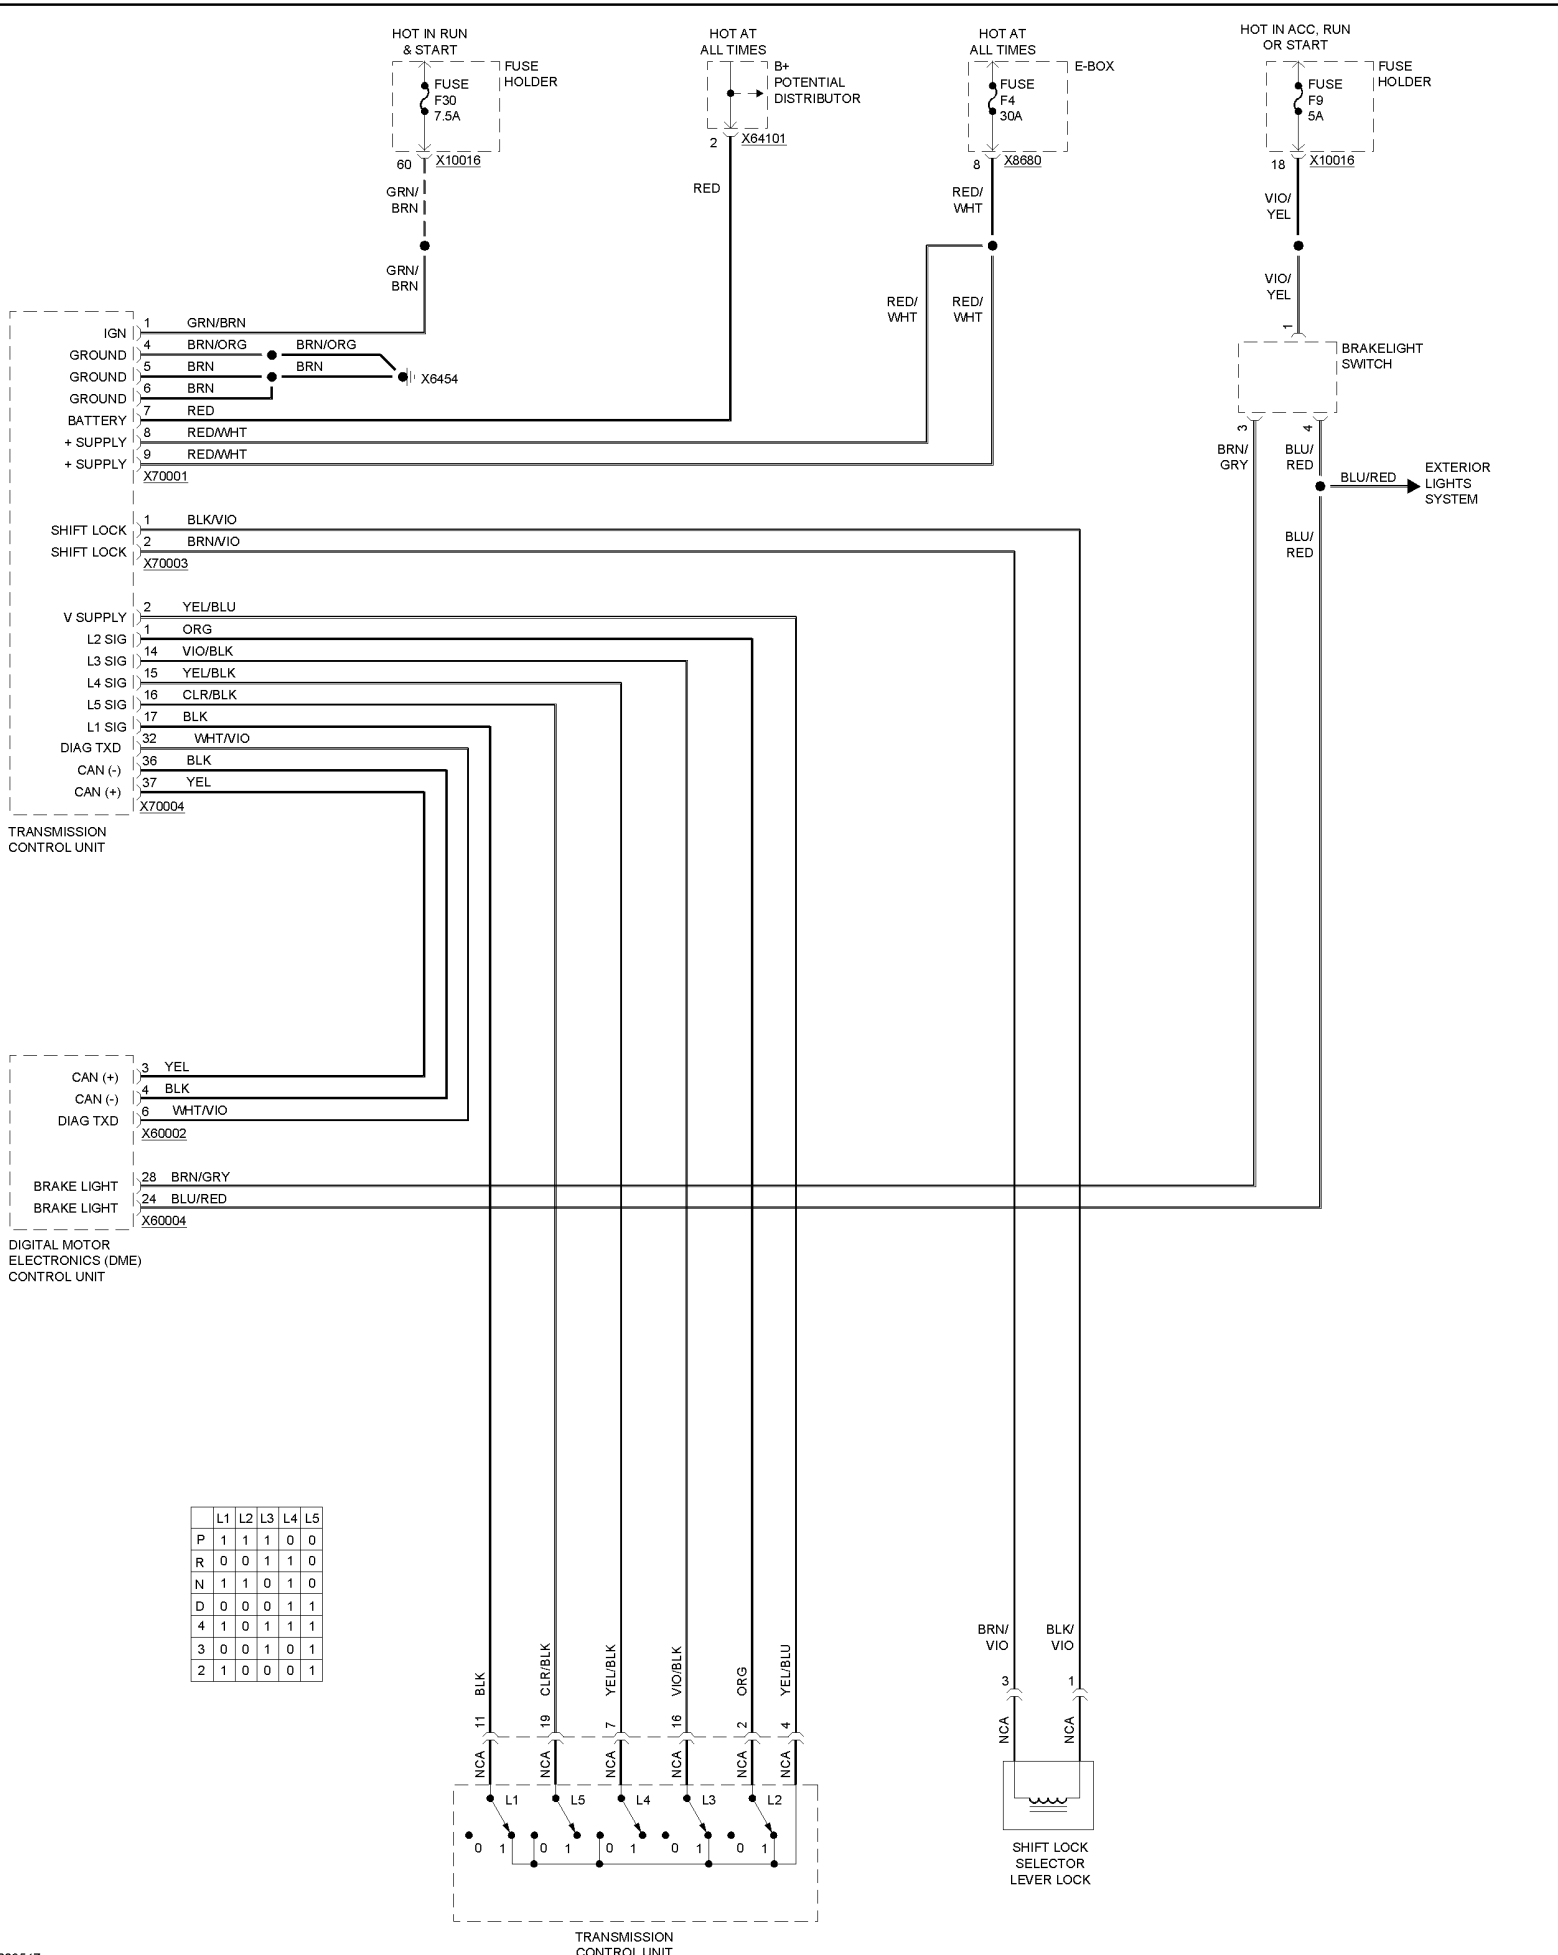 HOT IN RUN
& START
FUSE
HOLDER
FUSE
F30
7.5A
60
X10016
GRN/
BRN
GRN/
BRN
HOT AT
ALL TIMES
B+
POTENTIAL
DISTRIBUTOR
2
X64101
RED
HOT AT
ALL TIMES
E-BOX
FUSE
F4
30A
8
X8680
RED/
WHT
RED/
WHT
RED/
WHT
HOT IN ACC, RUN
OR START
FUSE
HOLDER
FUSE
F9
5A
18
X10016
VIO/
YEL
VIO/
YEL
1
BRAKELIGHT
SWITCH
3
4
BRN/
GRY
BLU/
RED
BLU/RED
EXTERIOR
LIGHTS
SYSTEM
BLU/
RED
IGN 1 GRN/BRN
GROUND 4 BRN/ORG BRN/ORG
GROUND 5 BRN BRN
X6454
GROUND 6 BRN
BATTERY 7 RED
+ SUPPLY 8 RED/WHT
+ SUPPLY 9 RED/WHT
X70001
SHIFT LOCK 1 BLK/VIO
SHIFT LOCK 2 BRN/VIO
X70003
V SUPPLY 2 YEL/BLU
L2 SIG 1 ORG
L3 SIG 14 VIO/BLK
L4 SIG 15 YEL/BLK
L5 SIG 16 CLR/BLK
L1 SIG 17 BLK
DIAG TXD 32 WHT/VIO
CAN (-) 36 BLK
CAN (+) 37 YEL
X70004
TRANSMISSION
CONTROL UNIT
CAN (+) 3 YEL
CAN (-) 4 BLK
DIAG TXD 6 WHT/VIO
X60002
BRAKE LIGHT 28 BRN/GRY
BRAKE LIGHT 24 BLU/RED
X60004
DIGITAL MOTOR
ELECTRONICS (DME)
CONTROL UNIT
L1 L2 L3 L4 L5
P 1 1 1 0 0
R 0 0 1 1 0
N 1 1 0 1 0
D 0 0 0 1 1
4 1 0 1 1 1
3 0 0 1 0 1
2 1 0 0 0 1
BLK
CLR/BLK
YEL/BLK
VIO/BLK
ORG
YEL/BLU
11
19
7
16
2
4
NCA
NCA
NCA
NCA
NCA
NCA
L1 L5 L4 L3 L2
0 1 0 1 0 1 0 1 0 1
TRANSMISSION
CONTROL UNIT
BRN/
VIO
BLK/
VIO
3
1
NCA
NCA
SHIFT LOCK
SELECTOR
LEVER LOCK